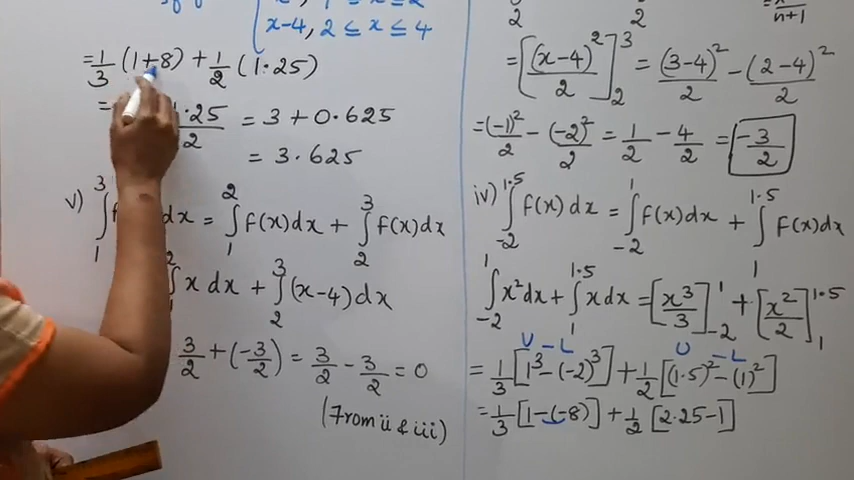 x-4, 2 ≤ x ≤ 4
= 1/3 (1+8) + 1/2 (1·25)
= 1·25/2 = 3 + 0·625
= 3·625
v) ∫₁³ f dx = ∫₁² f(x)dx + ∫₂³ f(x)dx
∫₁² x dx + ∫₂³ (x-4)dx
3/2 + (-3/2) = 3/2 - 3/2 = 0
(From ii & iii)
n+1
= [(x-4)²/2]₂³ = (3-4)²/2 - (2-4)²/2
= (-1)²/2 - (-2)²/2 = 1/2 - 4/2 = -3/2
iv) ∫₋₂^1·5 f(x)dx = ∫₋₂¹ f(x)dx + ∫₁^1·5 f(x)dx
∫₋₂¹ x²dx + ∫₁^1·5 x dx = [x³/3]₋₂¹ + [x²/2]₁^1·5
U - L U - L
= 1/3 [1³-(-2)³] + 1/2 [(1·5)²-(1)²]
= 1/3 [1-(-8)] + 1/2 [2·25-1]